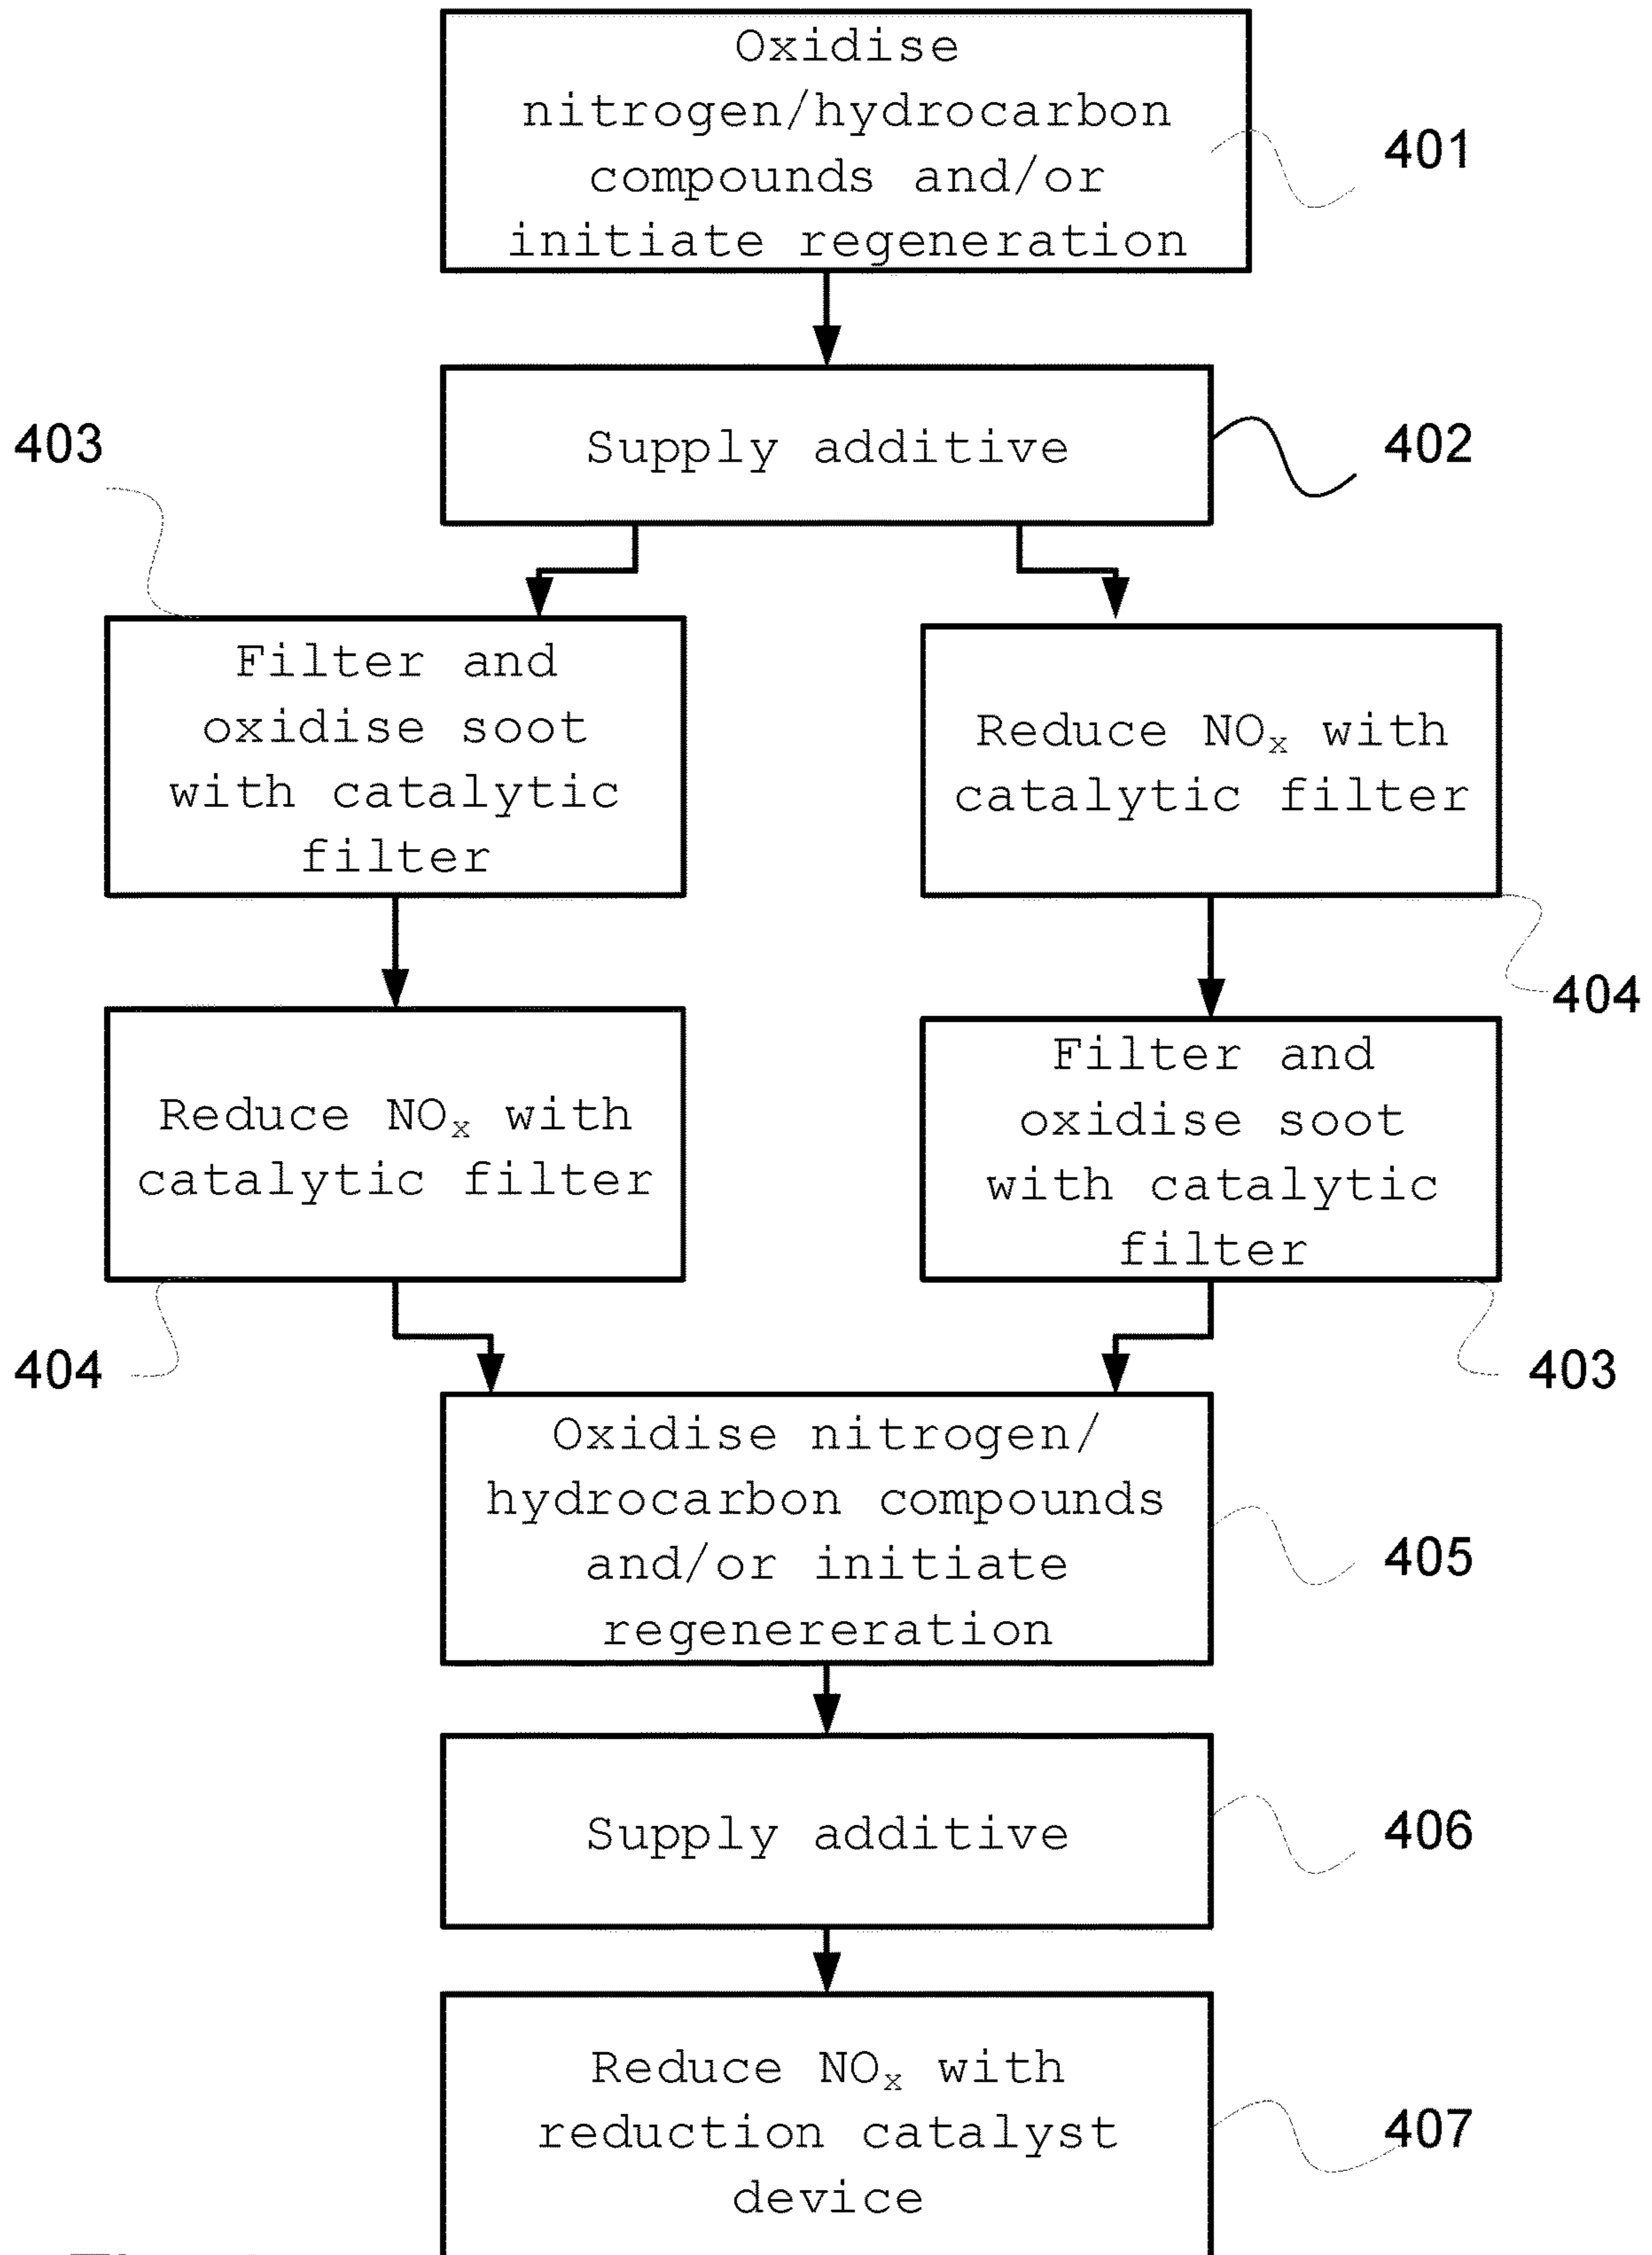 Oxidise
nitrogen/hydrocarbon
compounds and/or
initiate regeneration
401
Supply additive
402
403
Filter and
oxidise soot
with catalytic
filter
Reduce NOₓ with
catalytic filter
404
Reduce NOₓ with
catalytic filter
404
Filter and
oxidise soot
with catalytic
filter
403
Oxidise nitrogen/
hydrocarbon compounds
and/or initiate
regenereration
405
Supply additive
406
Reduce NOₓ with
reduction catalyst
device
407